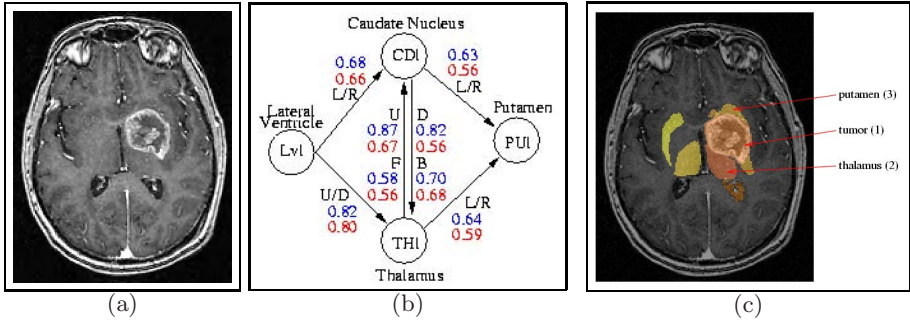 Caudate Nucleus
CDl
0.68
0.66
L/R
0.63
0.56
L/R
Lateral
Ventricle
Lvl
U D
0.87 0.82
0.67 0.56
F B
0.58 0.70
0.56 0.68
Putamen
PUl
U/D
0.82
0.80
L/R
0.64
0.59
THl
Thalamus
putamen (3)
tumor (1)
thalamus (2)
(a)
(b)
(c)